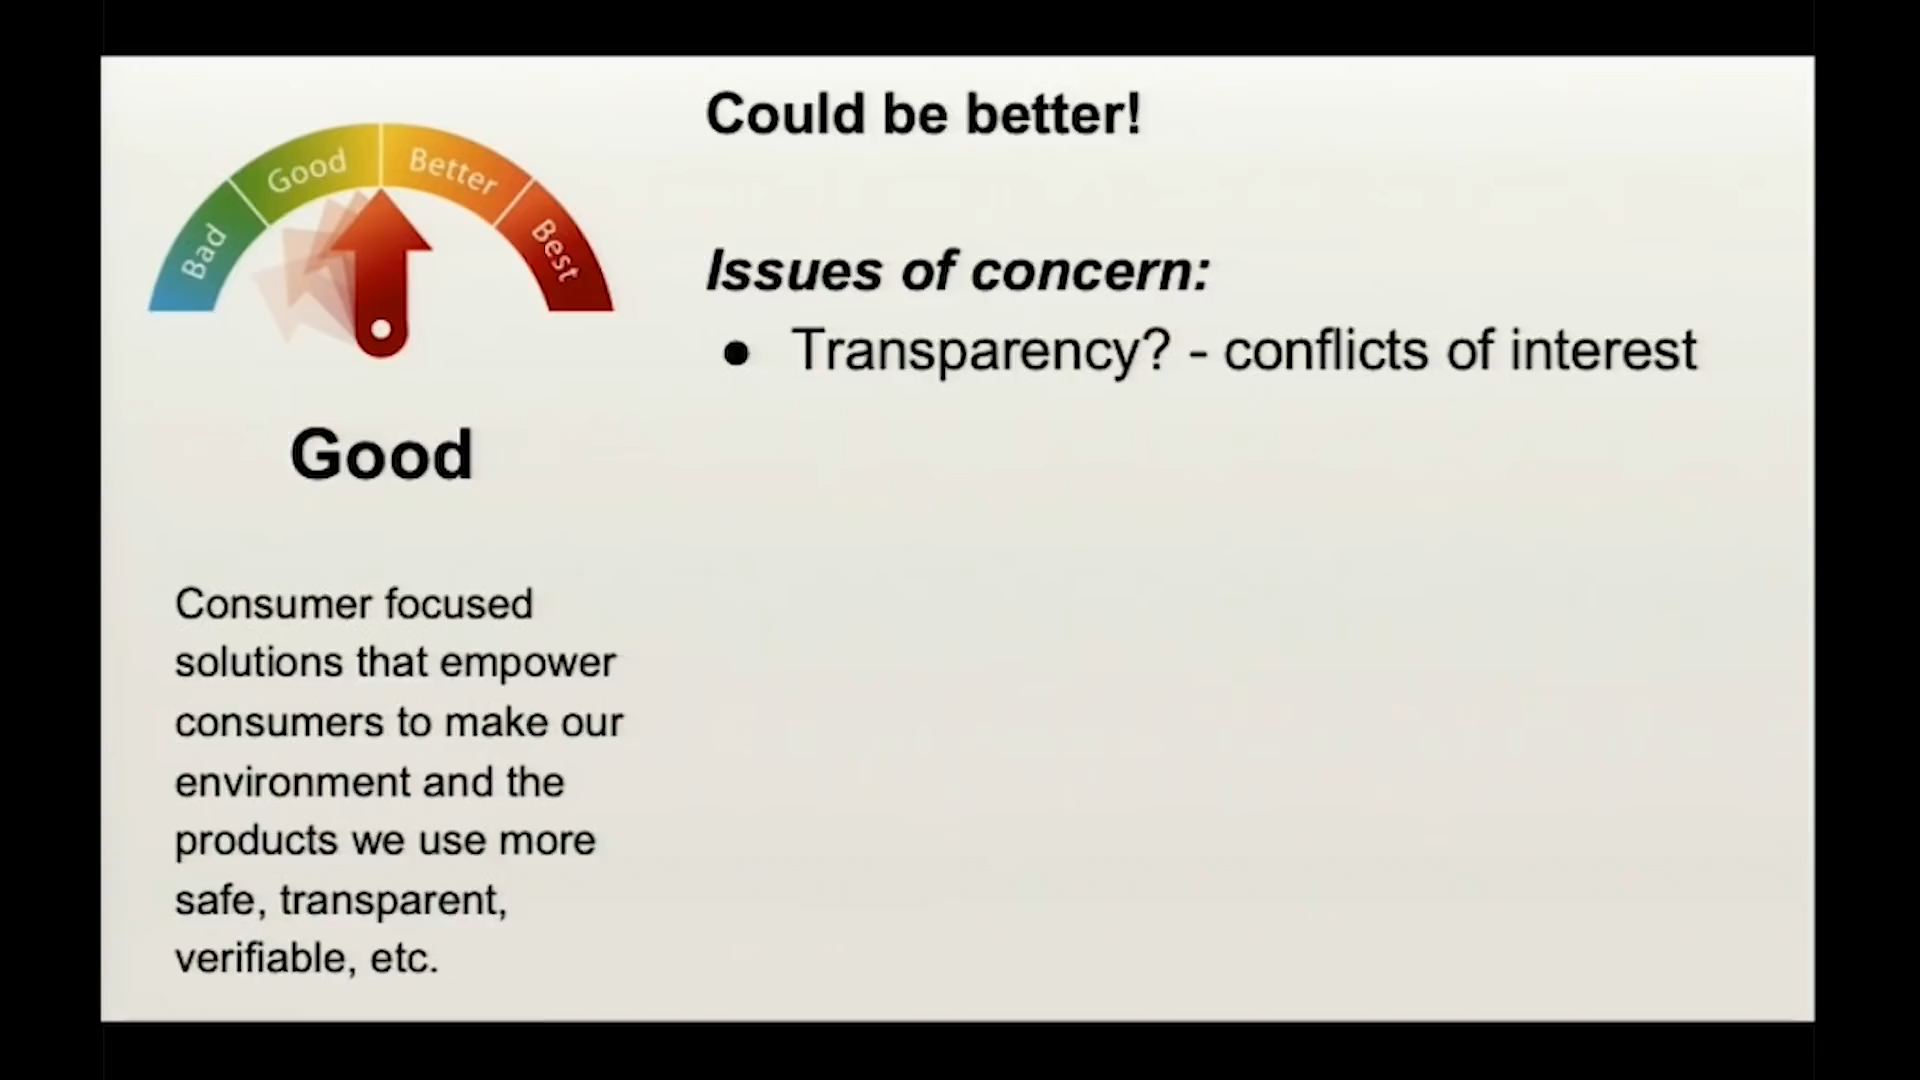 Bad
Good
Better
Best
Good
Consumer focused
solutions that empower
consumers to make our
environment and the
products we use more
safe, transparent,
verifiable, etc.
Could be better!
Issues of concern:
● Transparency? - conflicts of interest